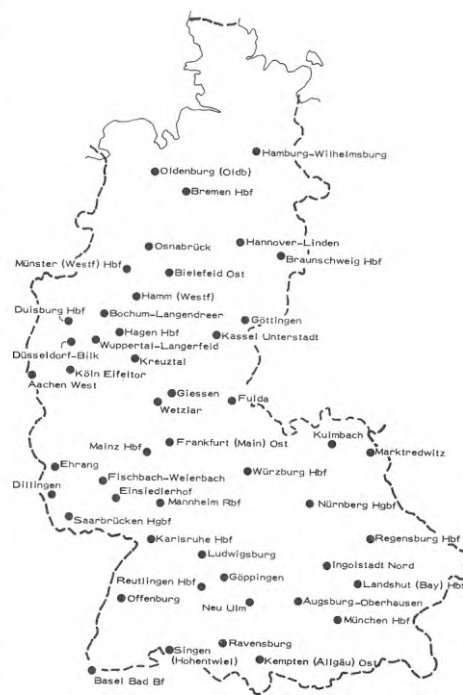 Hamburg-Wilhelmsburg
Oldenburg (Oldb)
Bremen Hbf
Osnabrück
Hannover-Linden
Braunschweig Hbf
Münster (Westf) Hbf
Bielefeld Ost
Hamm (Westf)
Duisburg Hbf
Bochum-Langendreer
Göttingen
Hagen Hbf
Kassel Unterstadt
Wuppertal-Langerfeld
Düsseldorf-Bilk
Kreuztal
Köln Eifeltor
Aachen West
Giessen
Wetzlar
Fulda
Kulmbach
Frankfurt (Main) Ost
Mainz Hbf
Marktredwitz
Ehrang
Würzburg Hbf
Fischbach-Weierbach
Dillingen
Einsiedlerhof
Mannheim Rbf
Nürnberg Hgbf
Saarbrücken Hgbf
Karlsruhe Hbf
Regensburg Hbf
Ludwigsburg
Ingolstadt Nord
Göppingen
Reutlingen Hbf
Landshut (Bay) Hbf
Offenburg
Neu Ulm
Augsburg-Oberhausen
München Hbf
Ravensburg
Singen
(Hohentwiel)
Kempten (Allgäu) Ost
Basel Bad Bf